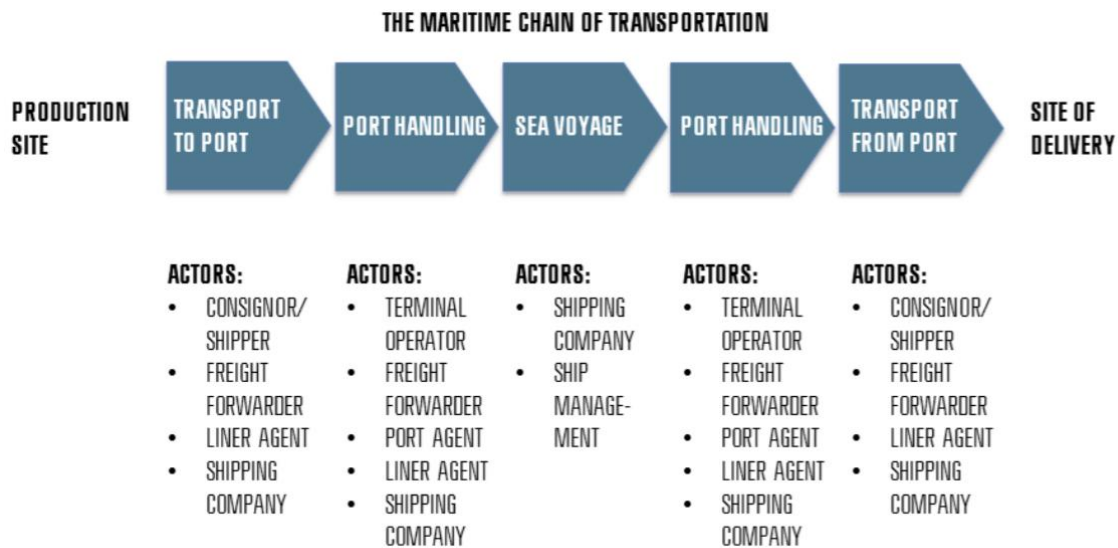 THE MARITIME CHAIN OF TRANSPORTATION
PRODUCTION
SITE
TRANSPORT
TO PORT
PORT HANDLING
SEA VOYAGE
PORT HANDLING
TRANSPORT
FROM PORT
SITE OF
DELIVERY
ACTORS:
• CONSIGNOR/
SHIPPER
• FREIGHT
FORWARDER
• LINER AGENT
• SHIPPING
COMPANY
ACTORS:
• TERMINAL
OPERATOR
• FREIGHT
FORWARDER
• PORT AGENT
• LINER AGENT
• SHIPPING
COMPANY
ACTORS:
• SHIPPING
COMPANY
• SHIP
MANAGE-
MENT
ACTORS:
• TERMINAL
OPERATOR
• FREIGHT
FORWARDER
• PORT AGENT
• LINER AGENT
• SHIPPING
COMPANY
ACTORS:
• CONSIGNOR/
SHIPPER
• FREIGHT
FORWARDER
• LINER AGENT
• SHIPPING
COMPANY